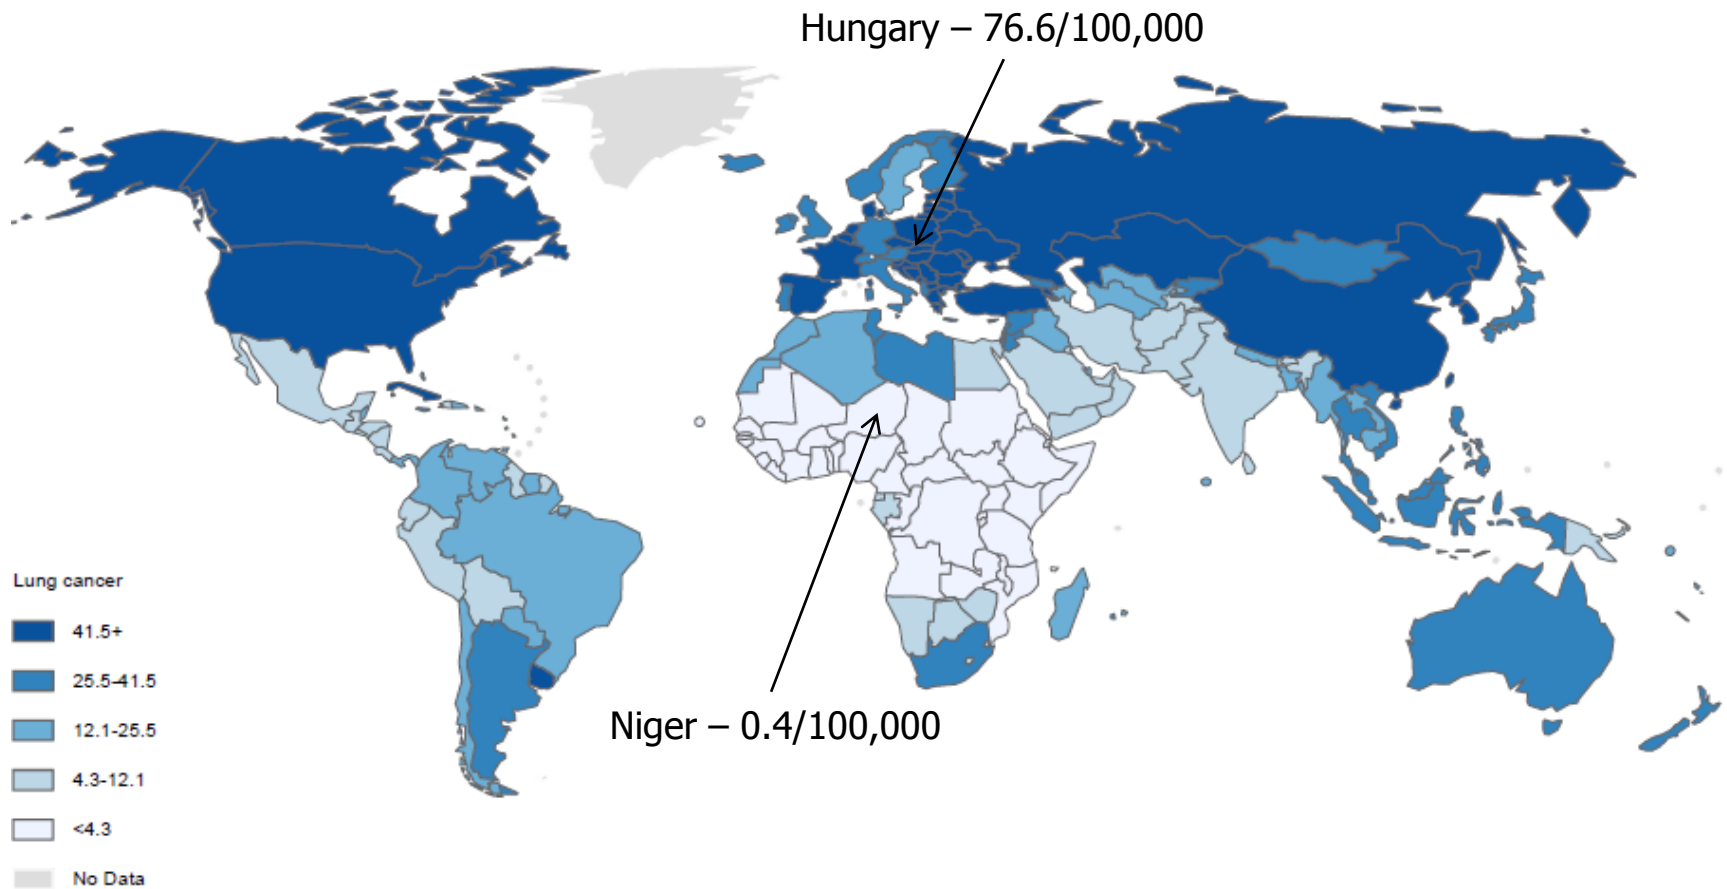 Hungary – 76.6/100,000
Niger – 0.4/100,000
Lung cancer
41.5+
25.5-41.5
12.1-25.5
4.3-12.1
<4.3
No Data